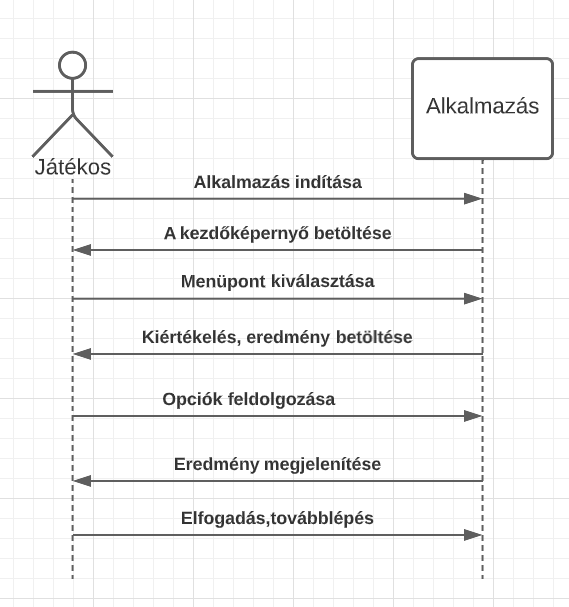 Játékos
Alkalmazás
Alkalmazás indítása
A kezdőképernyő betöltése
Menüpont kiválasztása
Kiértékelés, eredmény betöltése
Opciók feldolgozása
Eredmény megjelenítése
Elfogadás,továbblépés